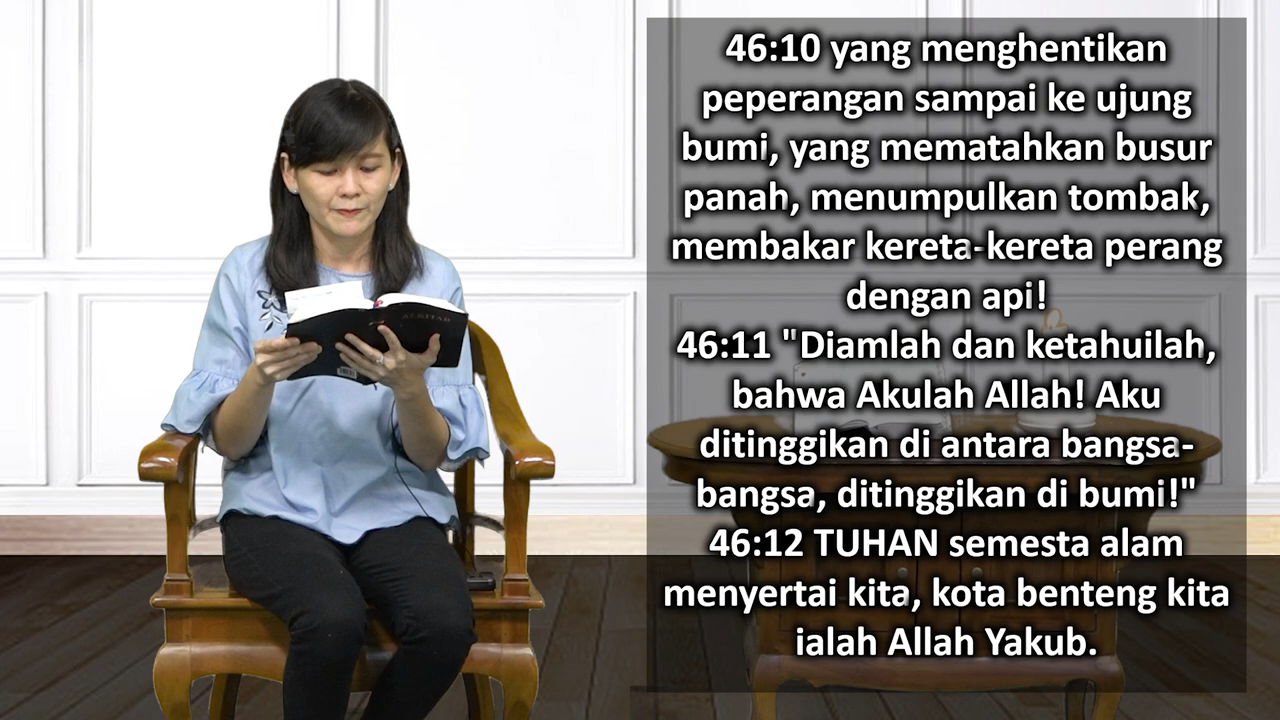 46:10 yang menghentikan
peperangan sampai ke ujung
bumi, yang mematahkan busur
panah, menumpulkan tombak,
membakar kereta-kereta perang
dengan api!
46:11 "Diamlah dan ketahuilah,
bahwa Akulah Allah! Aku
ditinggikan di antara bangsa-
bangsa, ditinggikan di bumi!"
46:12 TUHAN semesta alam
menyertai kita, kota benteng kita
ialah Allah Yakub.
ALKITAB